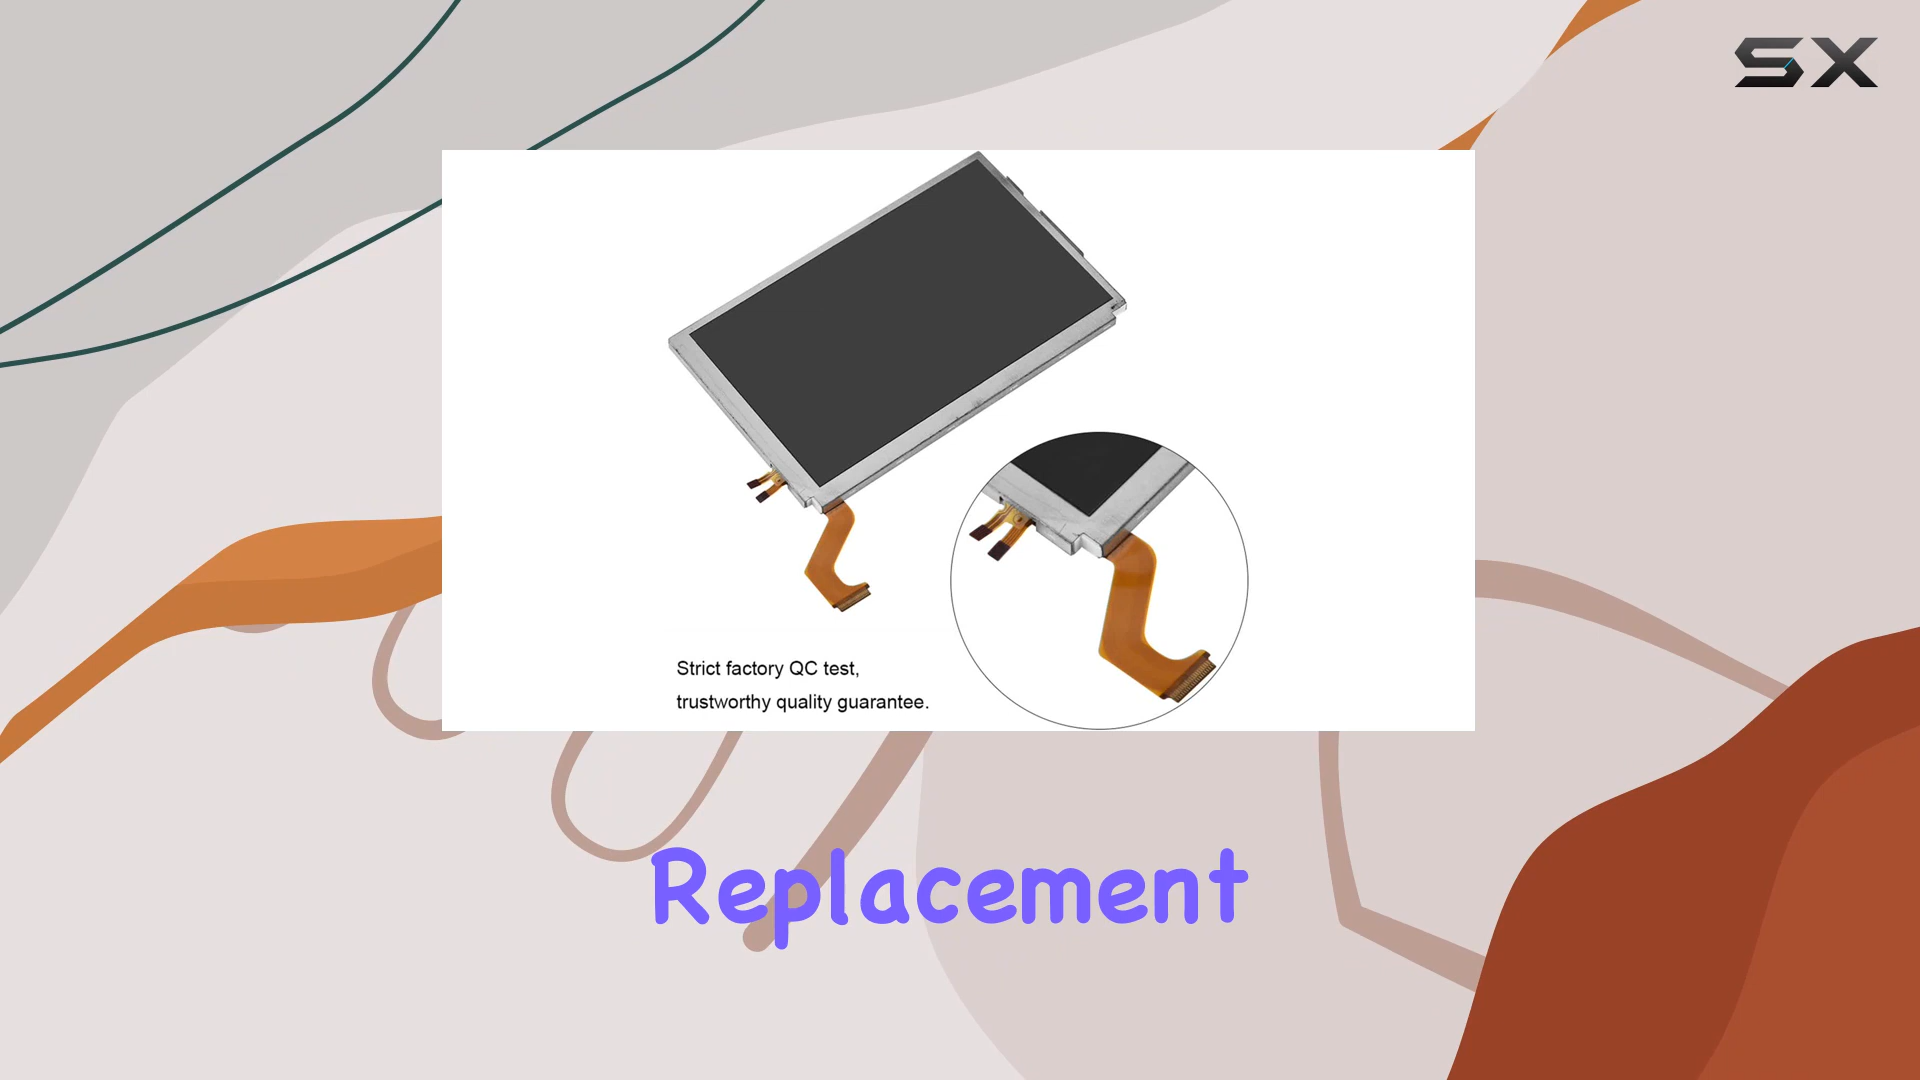 SX
Strict factory QC test,
trustworthy quality guarantee.
Replacement